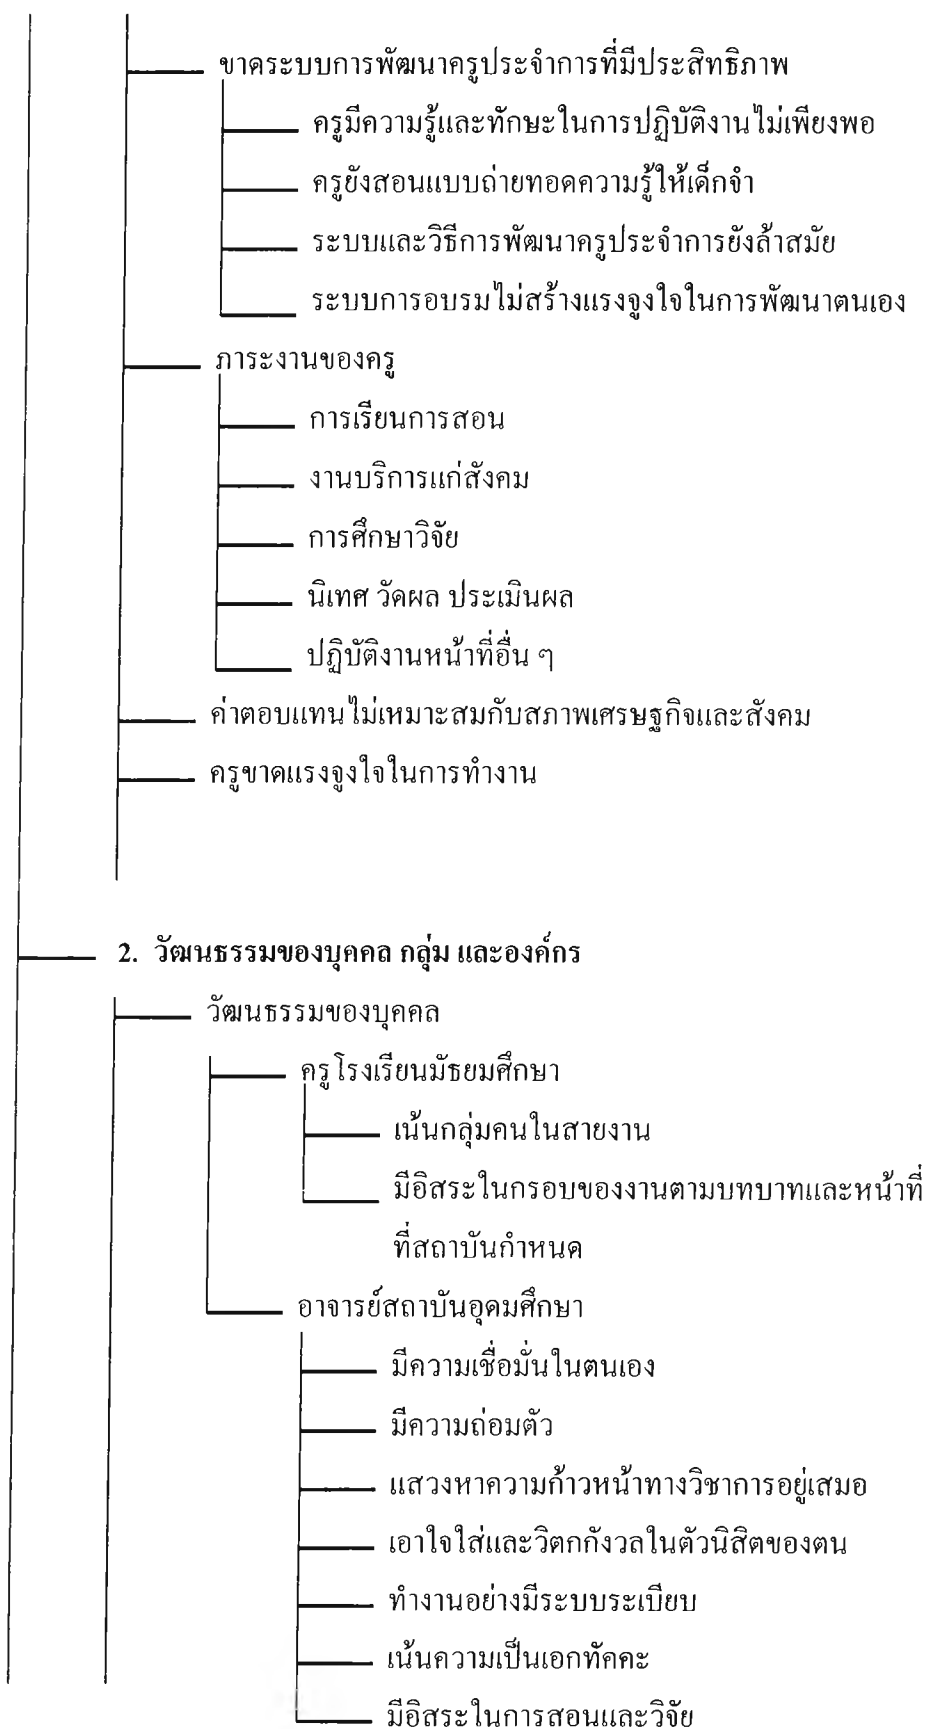 ขาดระบบการพัฒนาครูประจำการที่มีประสิทธิภาพ
ครูมีความรู้และทักษะในการปฏิบัติงานไม่เพียงพอ
ครูยังสอนแบบถ่ายทอดความรู้ให้เด็กจำ
ระบบและวิธีการพัฒนาครูประจำการยังล้าสมัย
ระบบการอบรมไม่สร้างแรงจูงใจในการพัฒนาตนเอง
ภาระงานของครู
การเรียนการสอน
งานบริการแก่สังคม
การศึกษาวิจัย
นิเทศ วัดผล ประเมินผล
ปฏิบัติงานหน้าที่อื่น ๆ
ค่าตอบแทนไม่เหมาะสมกับสภาพเศรษฐกิจและสังคม
ครูขาดแรงจูงใจในการทำงาน
2. วัฒนธรรมของบุคคล กลุ่ม และองค์กร
วัฒนธรรมของบุคคล
ครูโรงเรียนมัธยมศึกษา
เน้นกลุ่มคนในสายงาน
มีอิสระในกรอบของงานตามบทบาทและหน้าที่
ที่สถาบันกำหนด
อาจารย์สถาบันอุดมศึกษา
มีความเชื่อมั่นในตนเอง
มีความถ่อมตัว
แสวงหาความก้าวหน้าทางวิชาการอยู่เสมอ
เอาใจใส่และวิตกกังวลในตัวนิสิตของตน
ทำงานอย่างมีระบบระเบียบ
เน้นความเป็นเอกทัคคะ
มีอิสระในการสอนและวิจัย